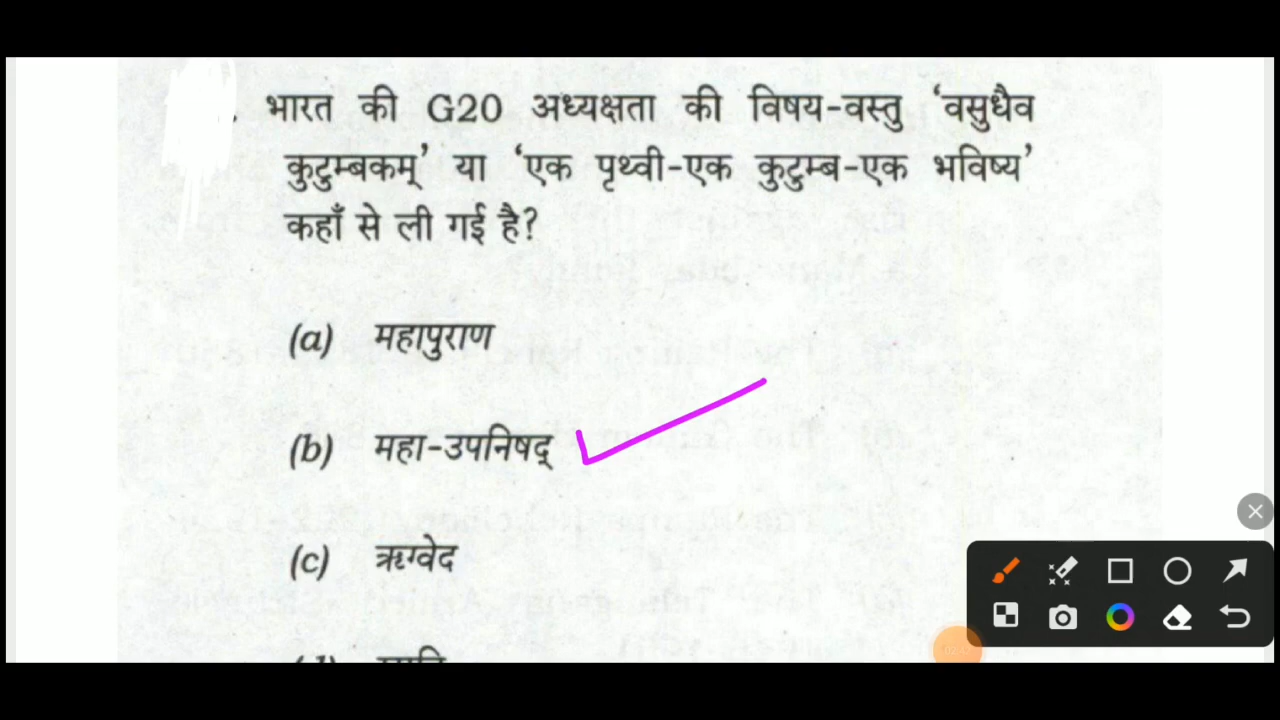 भारत की G20 अध्यक्षता की विषय-वस्तु ‘वसुधैव
कुटुम्बकम्’ या ‘एक पृथ्वी-एक कुटुम्ब-एक भविष्य’
कहाँ से ली गई है?
(a) महापुराण
(b) महा-उपनिषद्
(c) ऋग्वेद